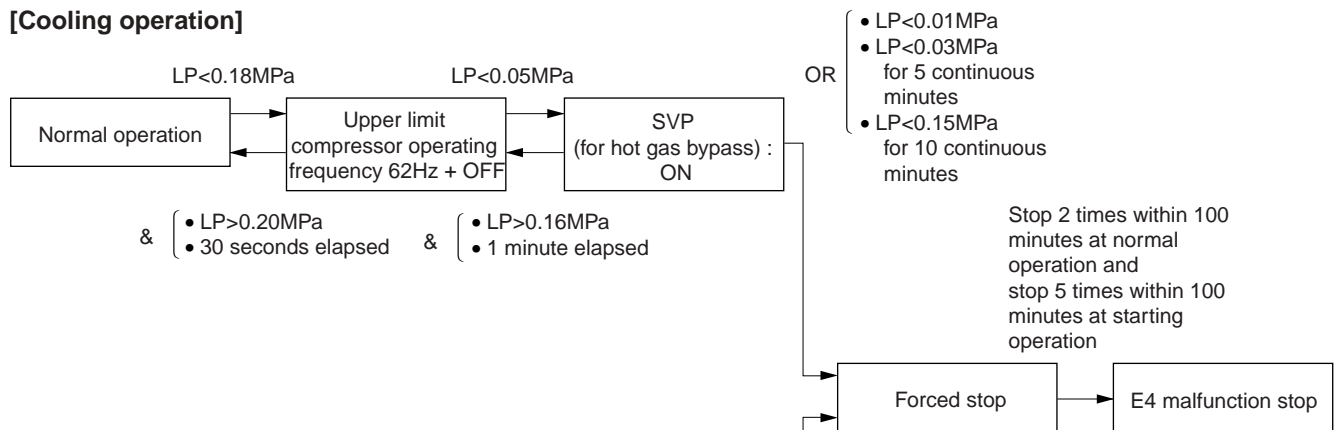 [Cooling operation]
LP<0.18MPa
LP<0.05MPa
OR
• LP<0.01MPa
• LP<0.03MPa
for 5 continuous
minutes
• LP<0.15MPa
for 10 continuous
minutes
Normal operation
Upper limit
compressor operating
frequency 62Hz + OFF
SVP
(for hot gas bypass) :
ON
&
• LP>0.20MPa
• 30 seconds elapsed
&
• LP>0.16MPa
• 1 minute elapsed
Stop 2 times within 100
minutes at normal
operation and
stop 5 times within 100
minutes at starting
operation
Forced stop
E4 malfunction stop